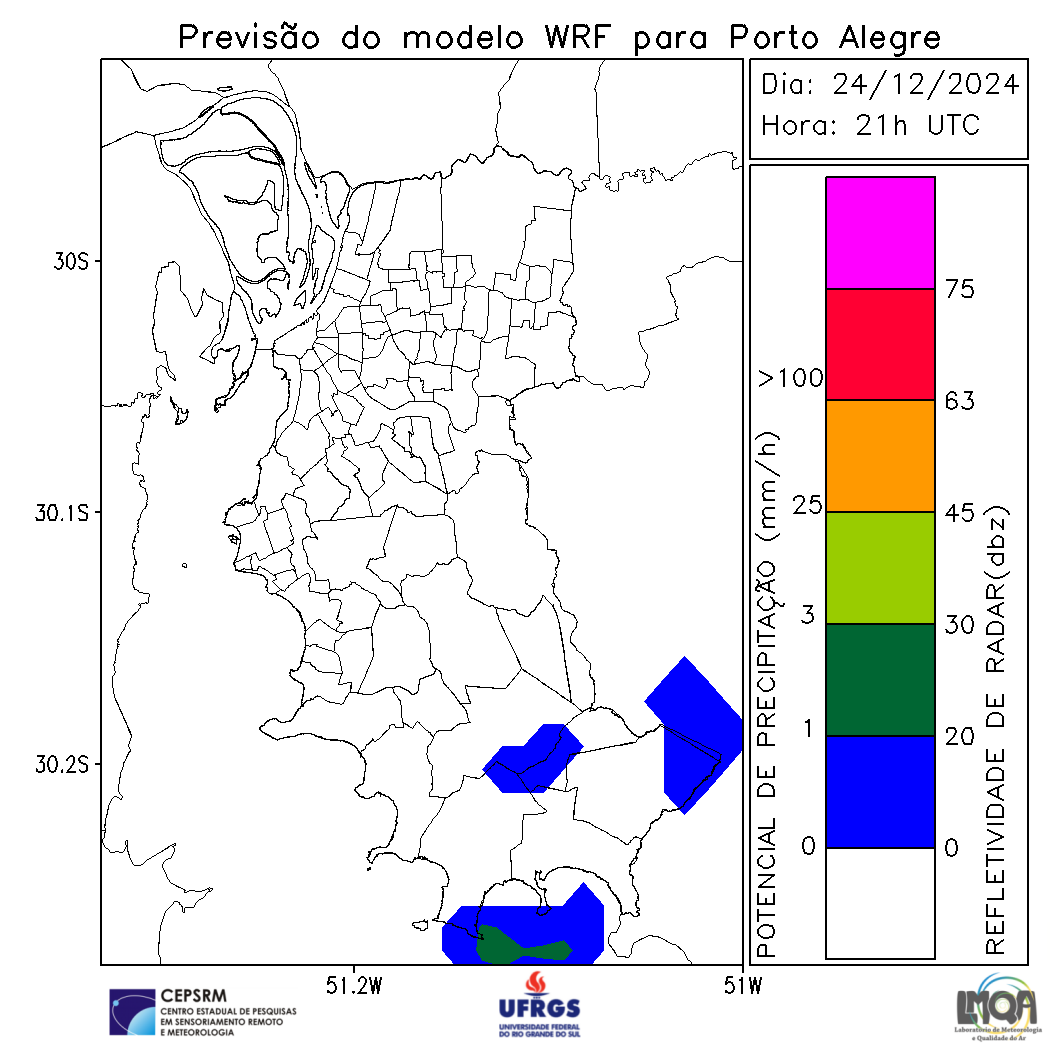 Previsão do modelo WRF para Porto Alegre
Dia: 24/12/2024
Hora: 21h UTC
30S
30.1S
30.2S
51.2W
51W
POTENCIAL DE PRECIPITAÇÃO (mm/h)
>100
25
3
1
0
75
63
45
30
20
0
REFLETIVIDADE DE RADAR(dbz)
CEPSRM
CENTRO ESTADUAL DE PESQUISAS
EM SENSORIAMENTO REMOTO
E METEOROLOGIA
UFRGS
UNIVERSIDADE FEDERAL
DO RIO GRANDE DO SUL
LMQA
Laboratório de Meteorologia
e Qualidade do Ar